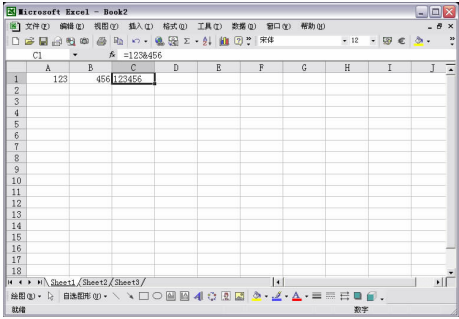 Microsoft Excel - Book2
文件(F) 编辑(E) 视图(V) 插入(I) 格式(O) 工具(T) 数据(D) 窗口(W) 帮助(H)
宋体 12
C1 fx =123&456
A B C D E F G H I J
1 123 456 123456
2
3
4
5
6
7
8
9
10
11
12
13
14
15
16
17
18
Sheet1 Sheet2 Sheet3
绘图(R) 自选图形(U)
就绪 数字